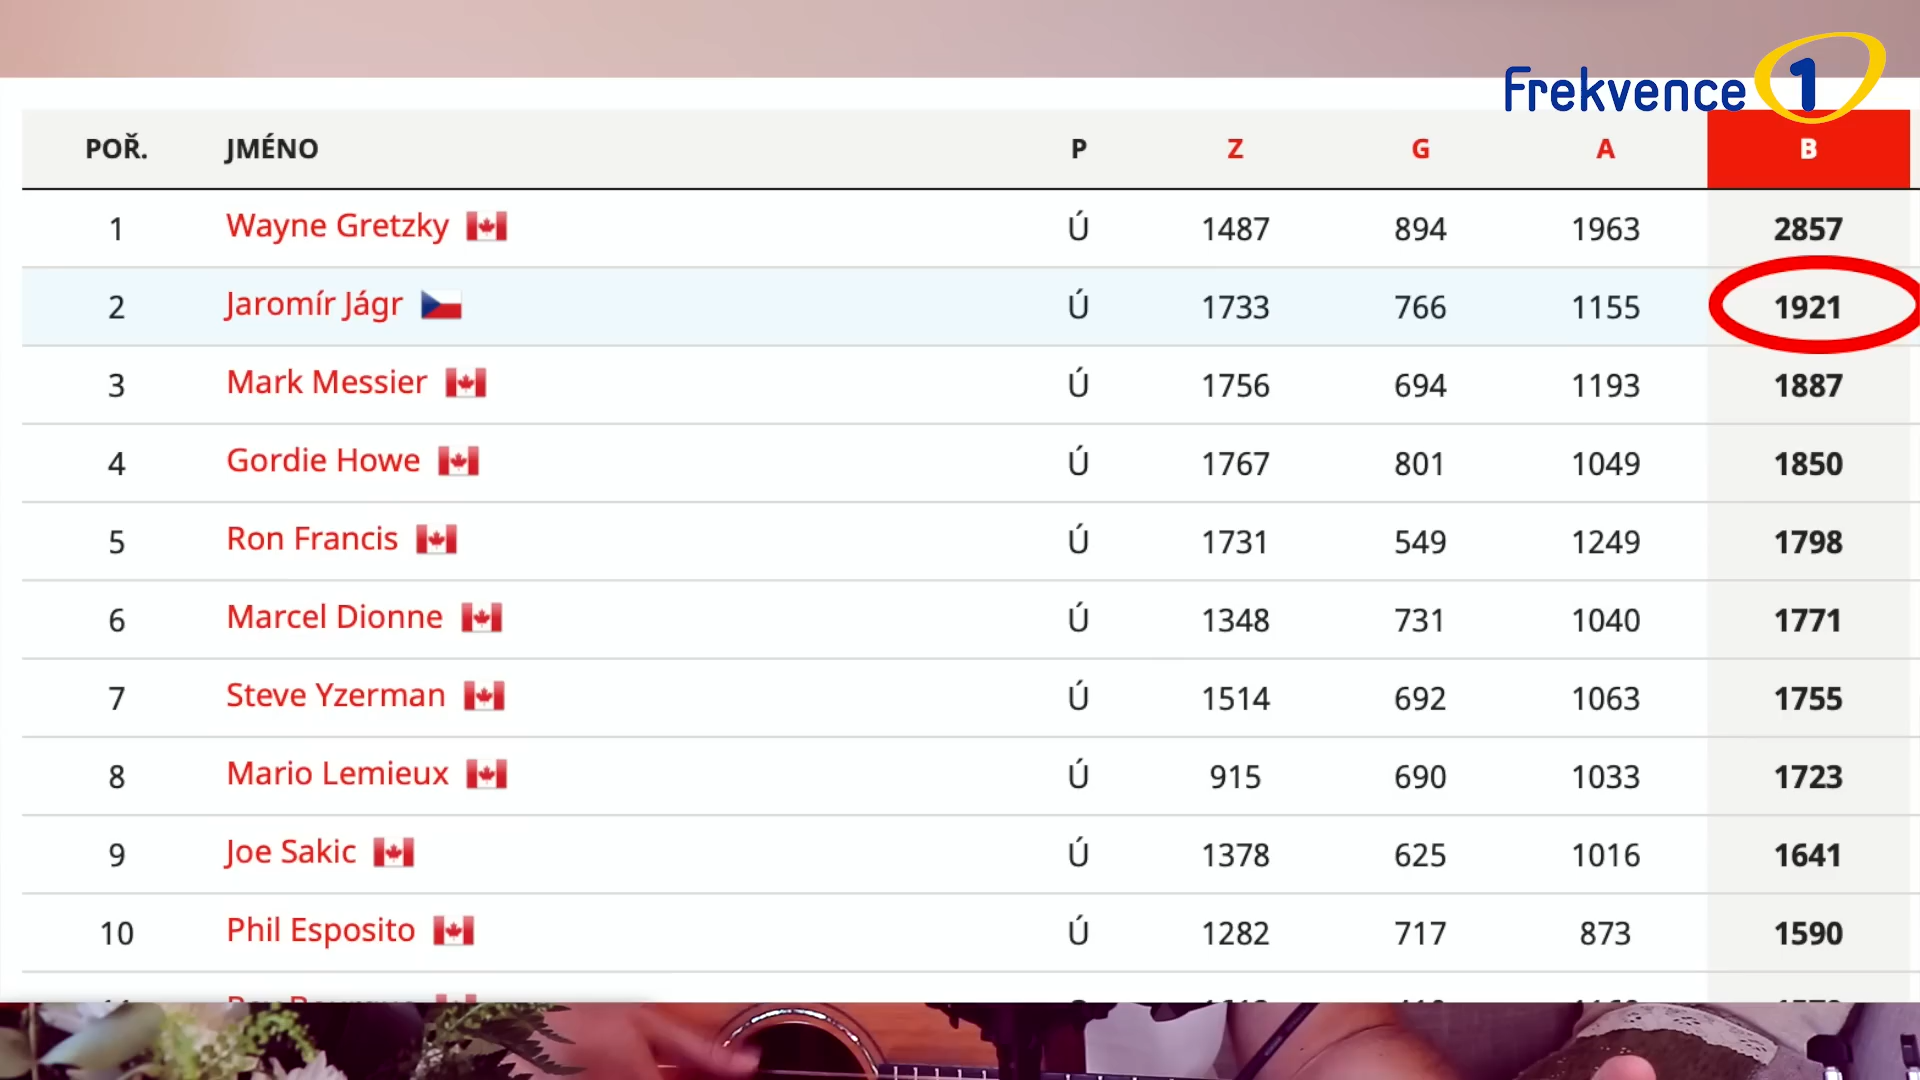 Frekvence 1
POŘ. JMÉNO P Z G A B
1 Wayne Gretzky Ú 1487 894 1963 2857
2 Jaromír Jágr Ú 1733 766 1155 1921
3 Mark Messier Ú 1756 694 1193 1887
4 Gordie Howe Ú 1767 801 1049 1850
5 Ron Francis Ú 1731 549 1249 1798
6 Marcel Dionne Ú 1348 731 1040 1771
7 Steve Yzerman Ú 1514 692 1063 1755
8 Mario Lemieux Ú 915 690 1033 1723
9 Joe Sakic Ú 1378 625 1016 1641
10 Phil Esposito Ú 1282 717 873 1590